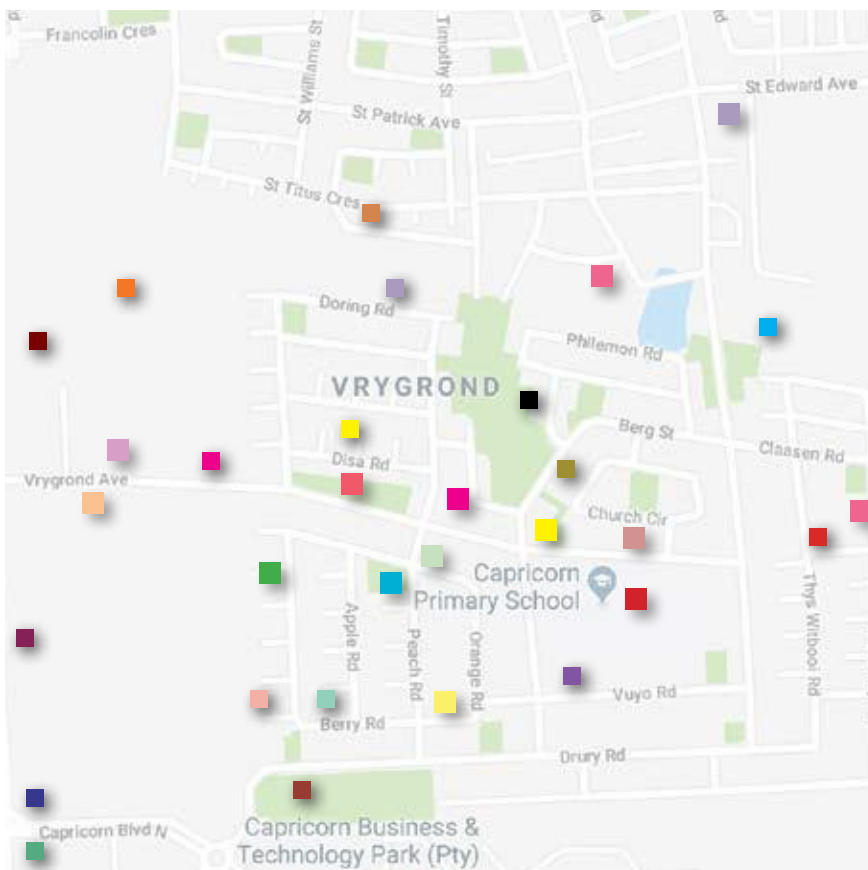 Francolin Cres
St Williams St
Timothy St
St Edward Ave
St Patrick Ave
St Titus Cres
Doring Rd
Philemon Rd
VRYGROND
Berg St
Claasen Rd
Disa Rd
Vrygrond Ave
Church Cir
Capricorn
Primary School
Thys Witbooi Rd
Apple Rd
Peach Rd
Orange Rd
Vuyo Rd
Berry Rd
Drury Rd
Capricorn Blvd N
Capricorn Business &
Technology Park (Pty)